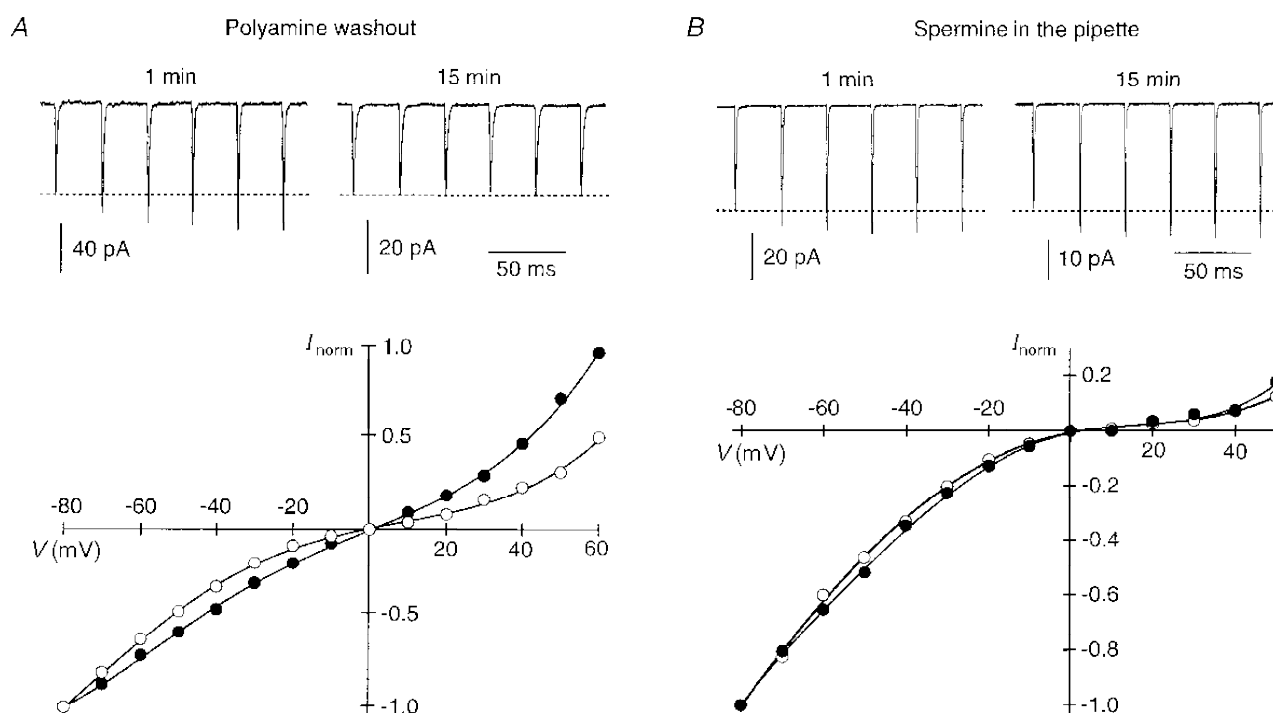 A Polyamine washout
1 min 15 min
40 pA 20 pA
50 ms
I norm 1.0
0.5
-80 -60 -40 -20
V (mV) 20 40 60
-0.5
-1.0
B Spermine in the pipette
1 min 15 min
20 pA 10 pA
50 ms
I norm
0.2
-80 -60 -40 -20
V (mV) 20 40
-0.2
-0.4
-0.6
-0.8
-1.0